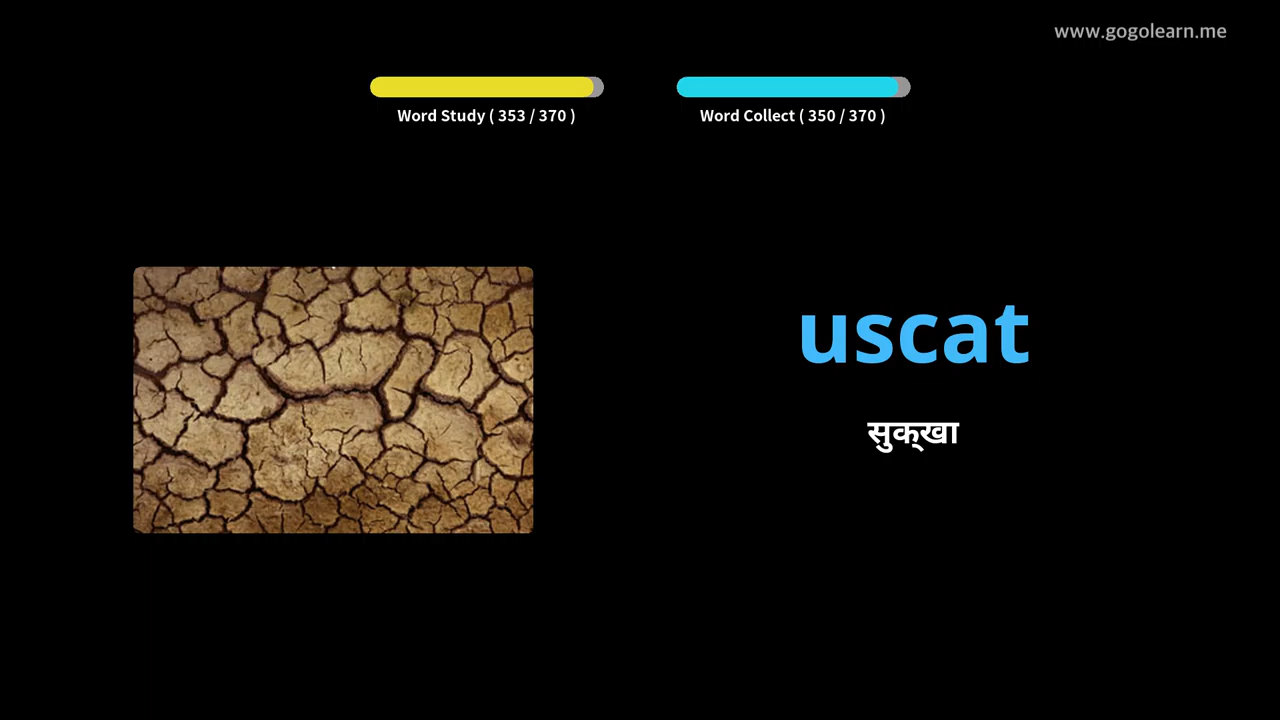 www.gogolearn.me
Word Study ( 353 / 370 )
Word Collect ( 350 / 370 )
uscat
सुक्खा